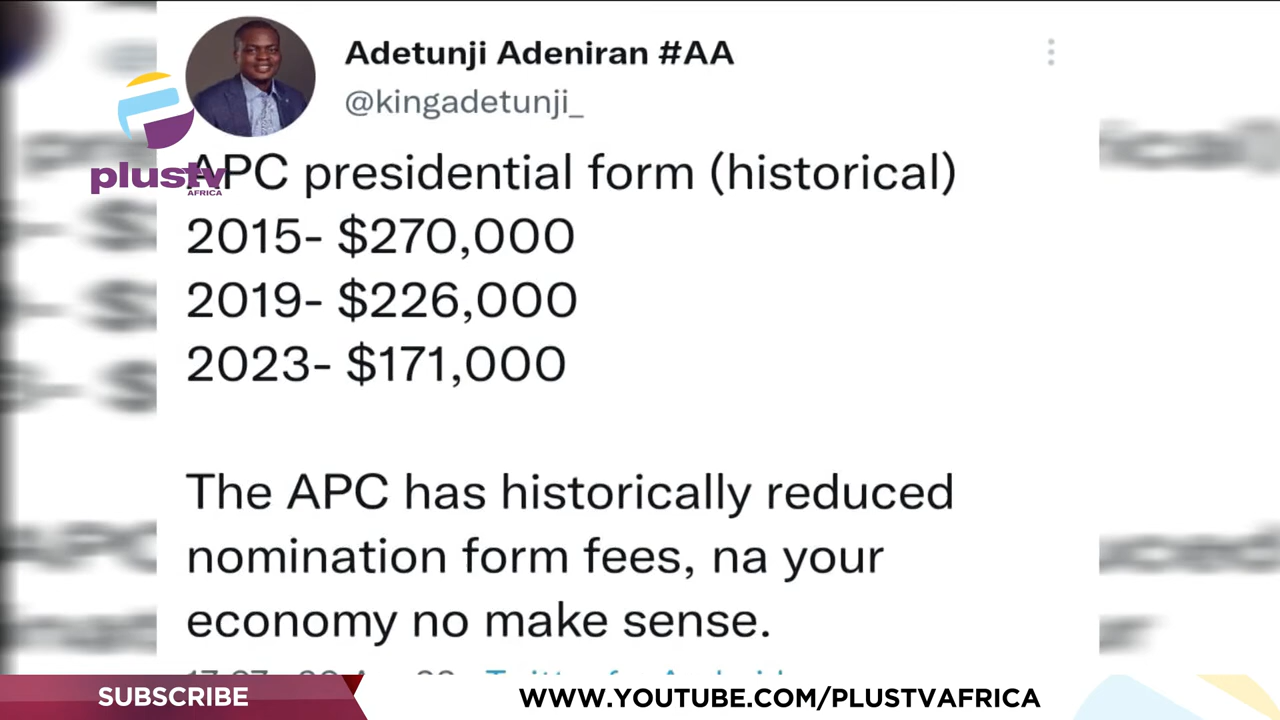 Adetunji Adeniran #AA
@kingadetunji_
plustv
AFRICA
APC presidential form (historical)
2015- $270,000
2019- $226,000
2023- $171,000
The APC has historically reduced
nomination form fees, na your
economy no make sense.
SUBSCRIBE
WWW.YOUTUBE.COM/PLUSTVAFRICA